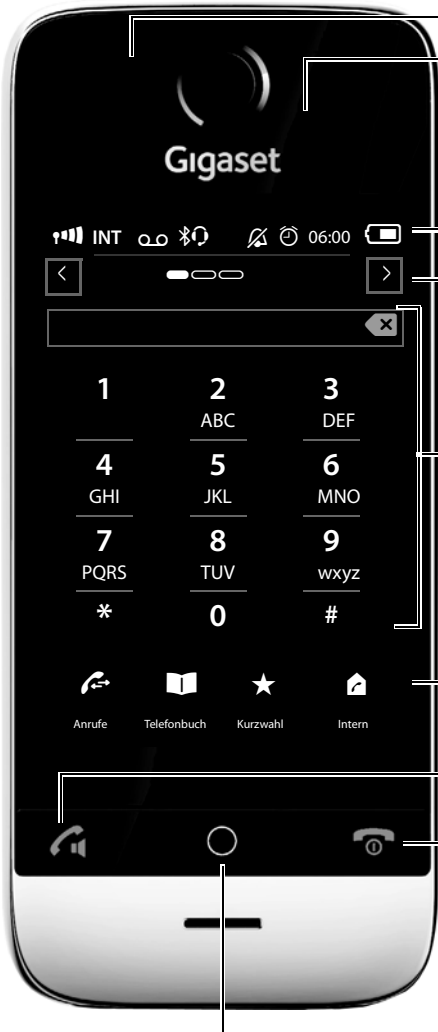 Gigaset
INT 06:00
1 2 3
ABC DEF
4 5 6
GHI JKL MNO
7 8 9
PQRS TUV wxyz
* 0 #
Anrufe Telefonbuch Kurzwahl Intern